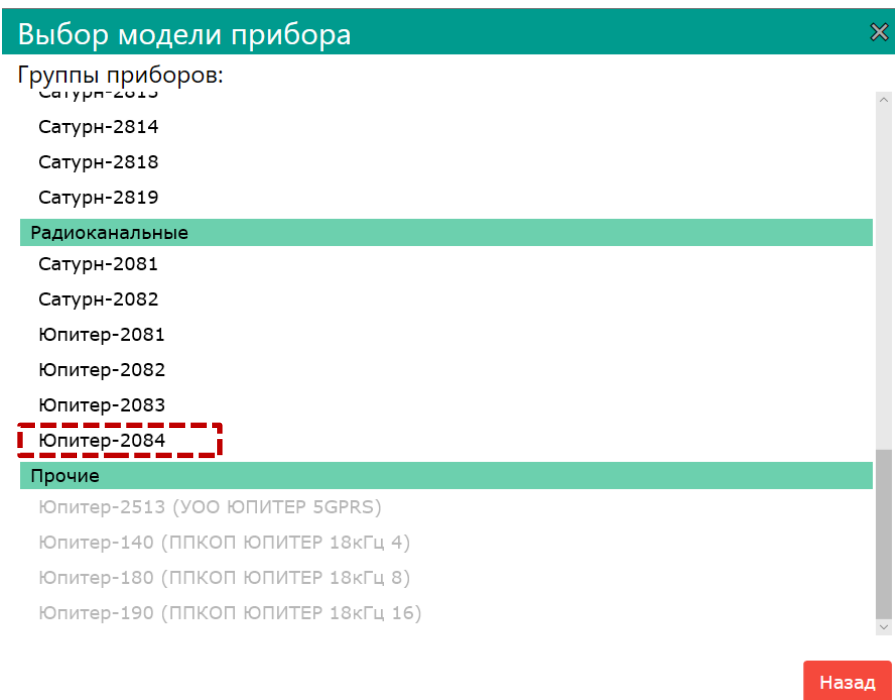 Выбор модели прибора
Группы приборов:
Сатурн-2813
Сатурн-2814
Сатурн-2818
Сатурн-2819
Радиоканальные
Сатурн-2081
Сатурн-2082
Юпитер-2081
Юпитер-2082
Юпитер-2083
Юпитер-2084
Прочие
Юпитер-2513 (УОО ЮПИТЕР 5GPRS)
Юпитер-140 (ППКОП ЮПИТЕР 18кГц 4)
Юпитер-180 (ППКОП ЮПИТЕР 18кГц 8)
Юпитер-190 (ППКОП ЮПИТЕР 18кГц 16)
Назад